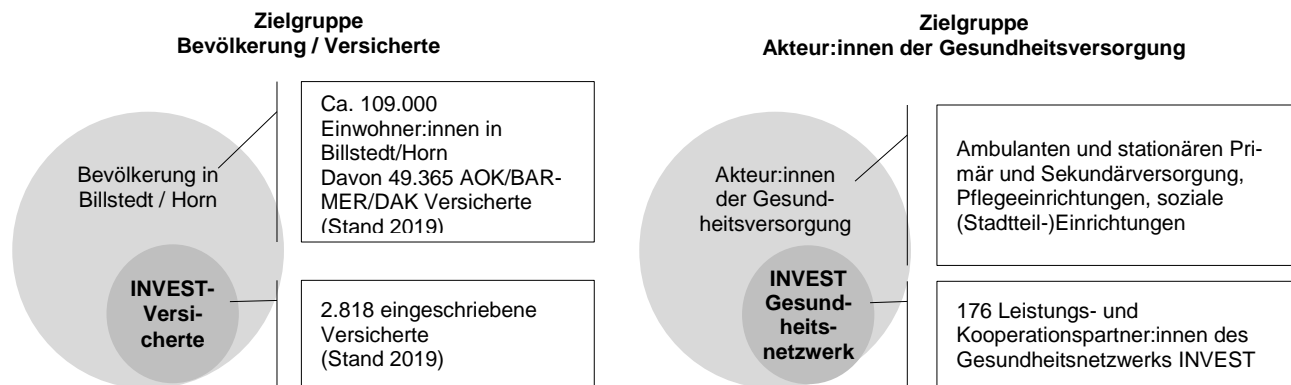 Zielgruppe
Bevölkerung / Versicherte
Bevölkerung in
Billstedt / Horn
Ca. 109.000
Einwohner:innen in
Billstedt/Horn
Davon 49.365 AOK/BAR-
MER/DAK Versicherte
(Stand 2019)
INVEST-
Versi-
cherte
2.818 eingeschriebene
Versicherte
(Stand 2019)
Zielgruppe
Akteur:innen der Gesundheitsversorgung
Akteur:innen
der Gesund-
heitsversorgung
Ambulanten und stationären Pri-
mär und Sekundärversorgung,
Pflegeeinrichtungen, soziale
(Stadtteil-)Einrichtungen
INVEST
Gesund-
heits-
netzwerk
176 Leistungs- und
Kooperationspartner:innen des
Gesundheitsnetzwerks INVEST